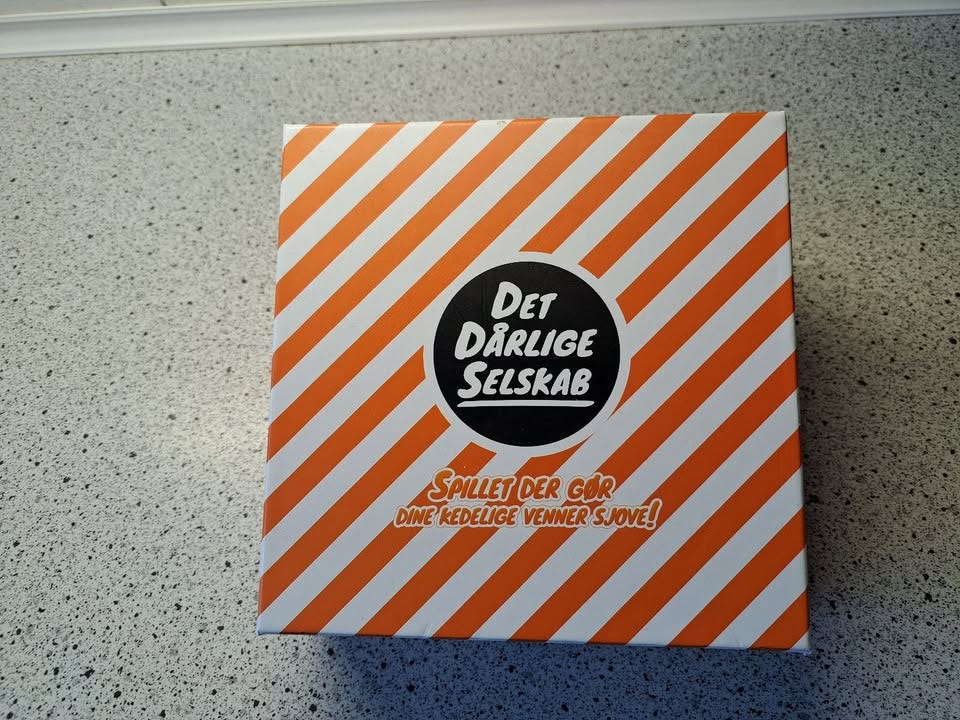 Det
Dårlige
Selskab
Spillet der gør
dine kedelige venner sjove!